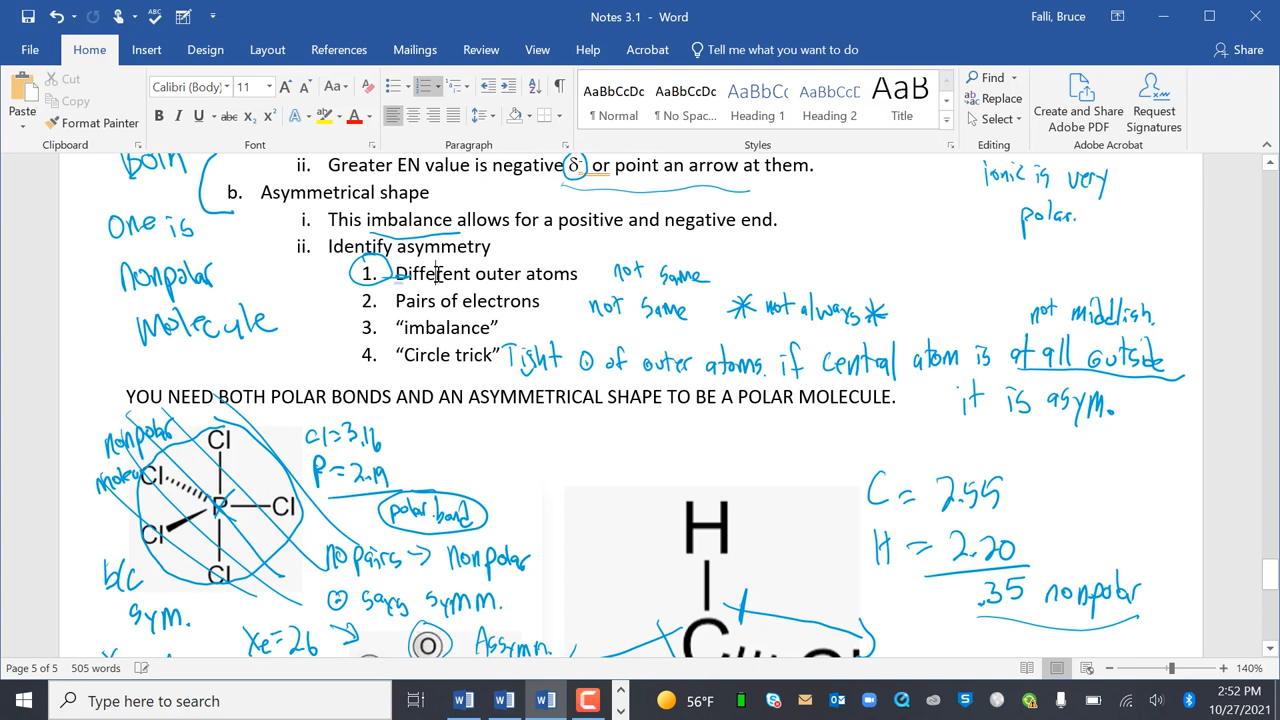 Notes 3.1 - Word
Falli, Bruce
File Home Insert Design Layout References Mailings Review View Help Acrobat Tell me what you want to do Share
Paste
Cut
Copy
Format Painter
Clipboard
Calibri (Body) 11
Font
Paragraph
AaBbCcDc AaBbCcDc AaBbCc AaBbCcD AaB
¶ Normal ¶ No Spac... Heading 1 Heading 2 Title
Styles
Find
Replace
Select
Editing
Create and Share Adobe PDF
Request Signatures
Adobe Acrobat
Both
ii. Greater EN value is negative δ- or point an arrow at them.
ionic is very
polar.
b. Asymmetrical shape
i. This imbalance allows for a positive and negative end.
ii. Identify asymmetry
One is
nonpolar
molecule
1. Different outer atoms not same
2. Pairs of electrons not same *not always*
3. "imbalance"
4. "Circle trick" Tight O of outer atoms. if central atom is at all outside
not middlish.
it is asym.
YOU NEED BOTH POLAR BONDS AND AN ASYMMETRICAL SHAPE TO BE A POLAR MOLECULE.
nonpolar
Cl
Cl
P
Cl
Cl
Cl
b/c
sym.
Cl=3.16
P=2.19
polar bond
no pairs → nonpolar
says symm.
Xe=26
O
Assymm.
H
C
C = 2.55
H = 2.20
.35 nonpolar
Page 5 of 5 505 words
140%
Type here to search
56°F
2:52 PM
10/27/2021